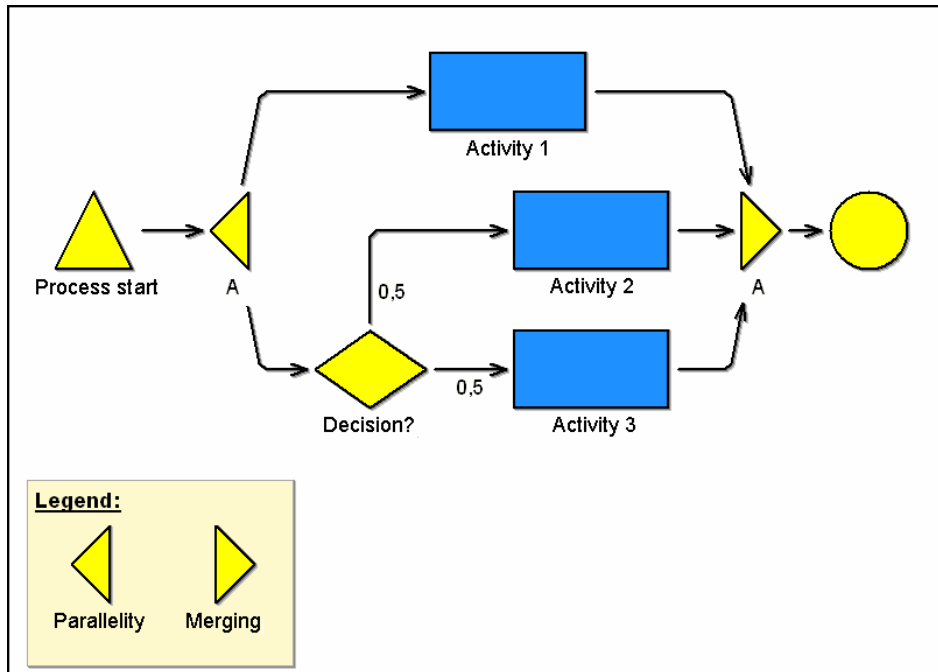 Activity 1
Process start
A
0,5
Activity 2
A
Decision?
0,5
Activity 3
Legend:
Parallelity
Merging